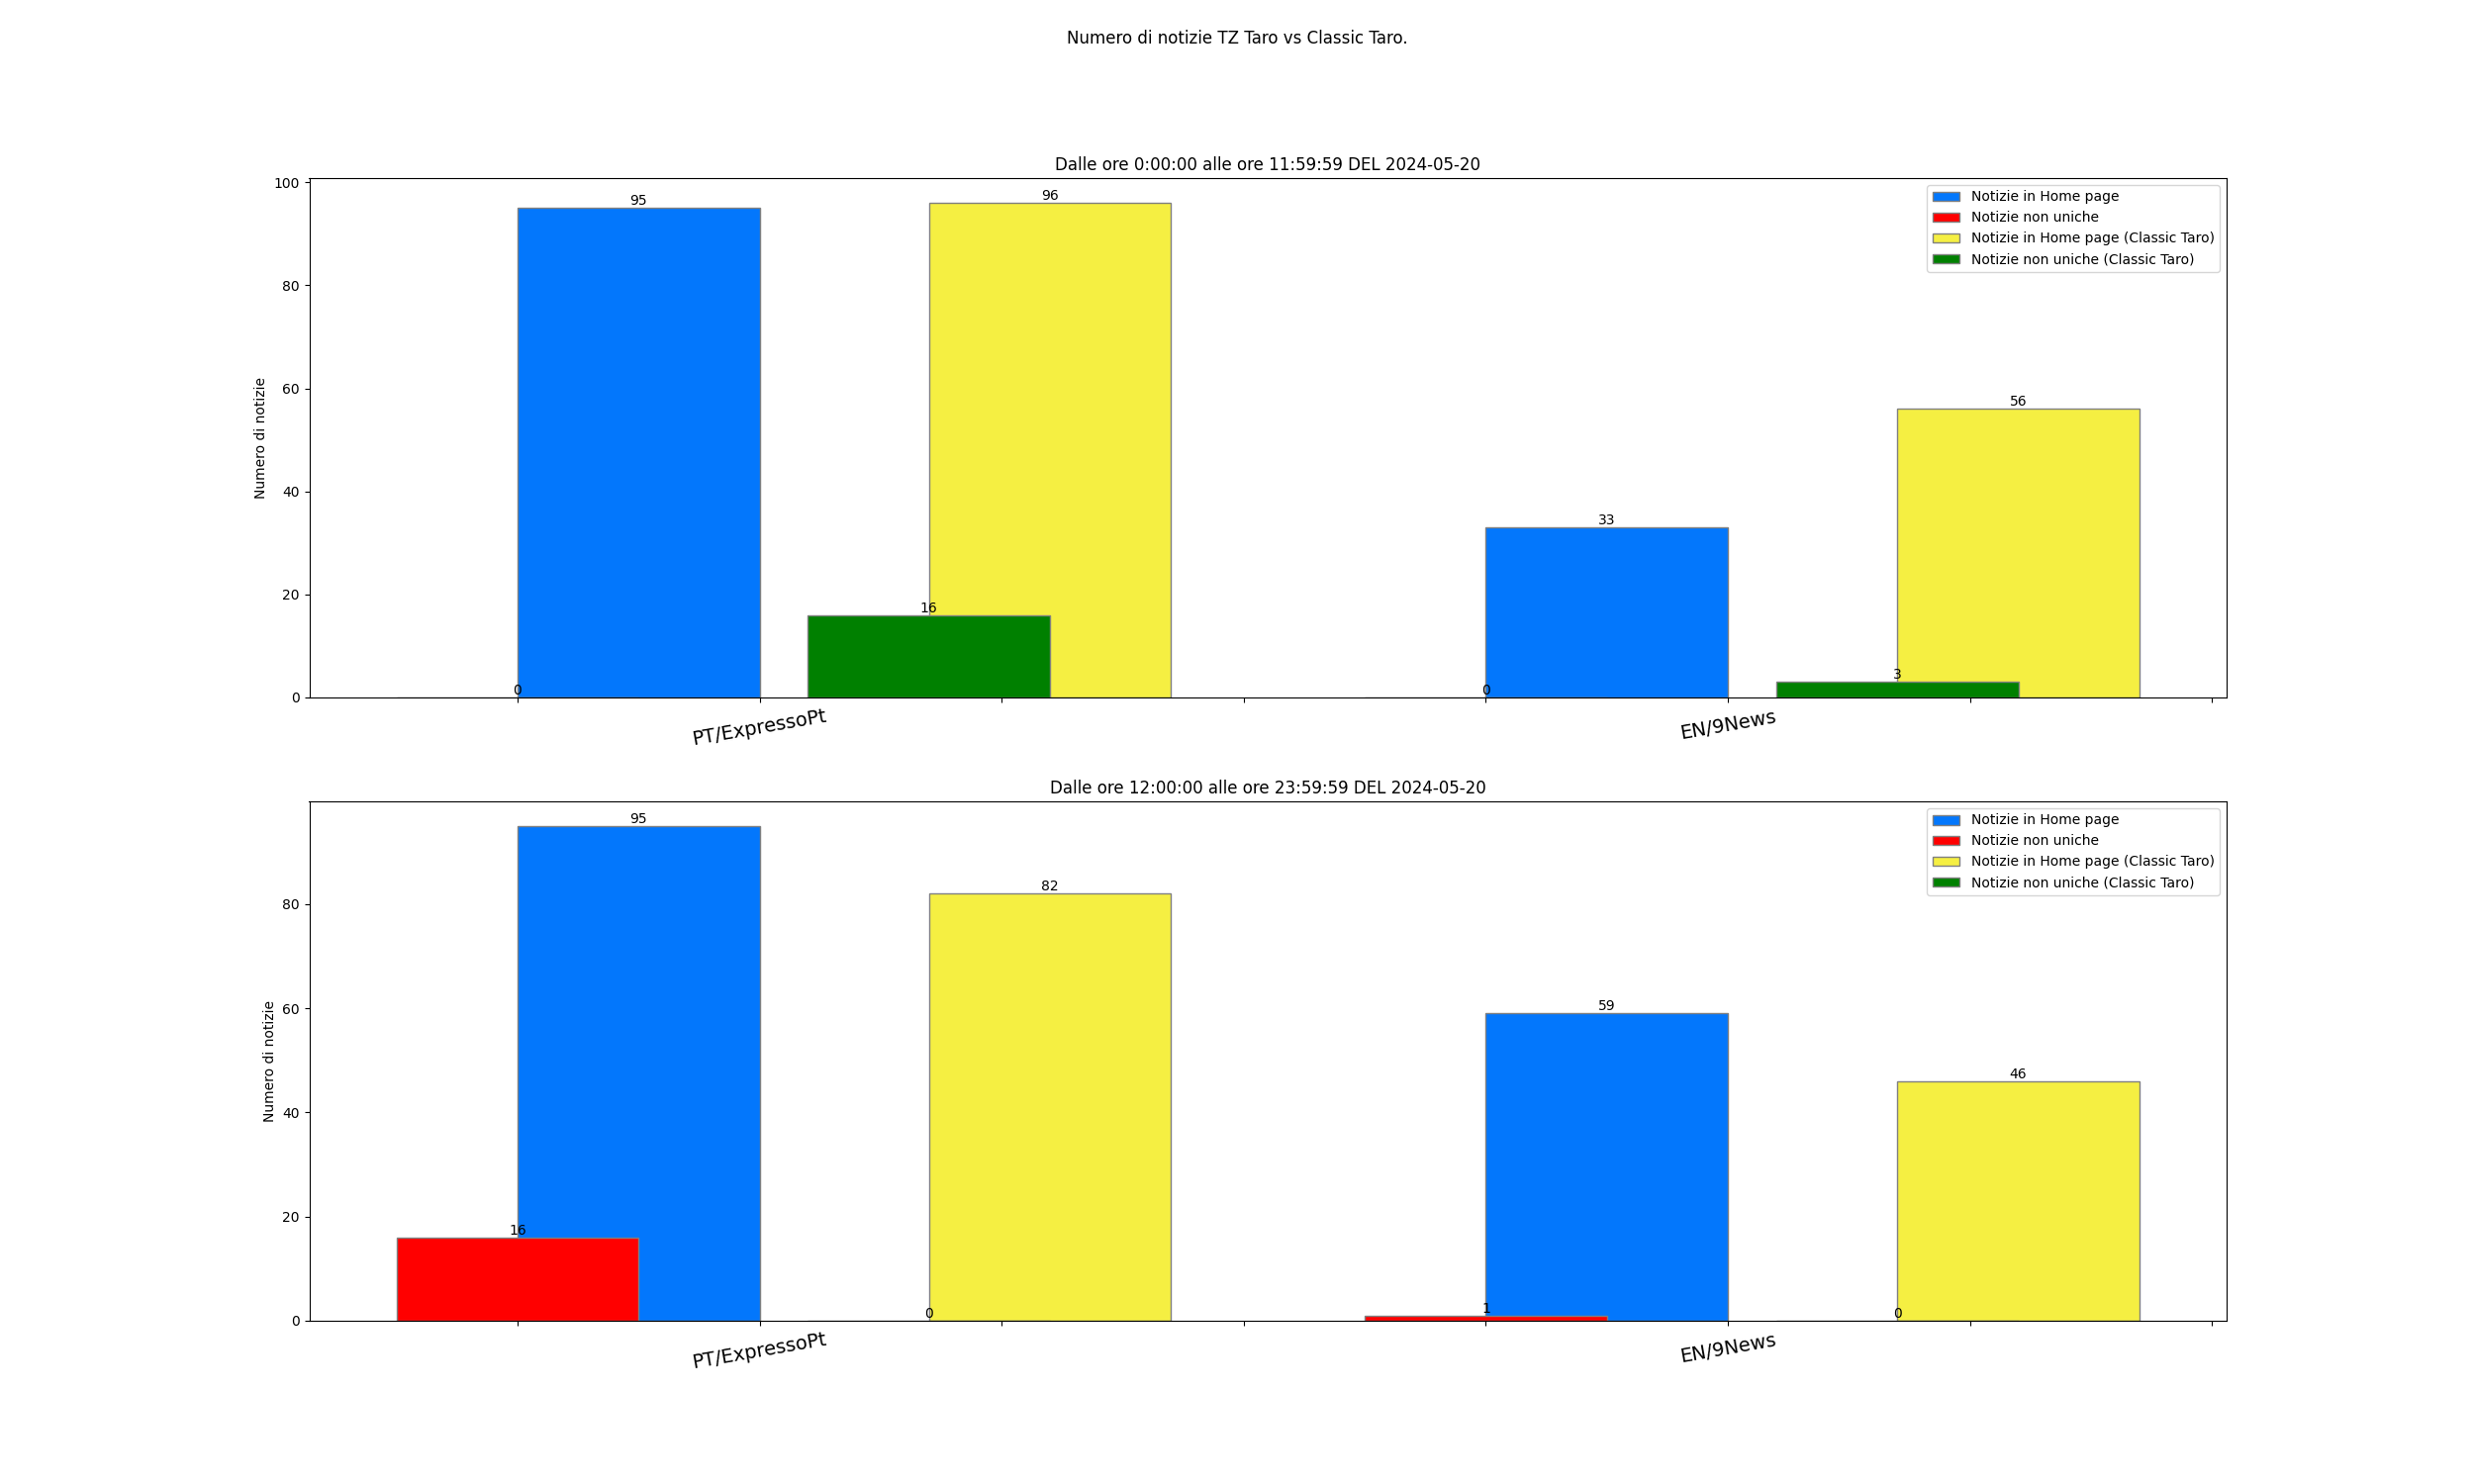 Numero di notizie TZ Taro vs Classic Taro.
Dalle ore 0:00:00 alle ore 11:59:59 DEL 2024-05-20
Numero di notizie
100
80
60
40
20
0
95
96
16
0
33
56
3
0
Notizie in Home page
Notizie non uniche
Notizie in Home page (Classic Taro)
Notizie non uniche (Classic Taro)
PT/ExpressoPt
EN/9News
Dalle ore 12:00:00 alle ore 23:59:59 DEL 2024-05-20
Numero di notizie
80
60
40
20
0
95
82
16
0
59
46
1
0
Notizie in Home page
Notizie non uniche
Notizie in Home page (Classic Taro)
Notizie non uniche (Classic Taro)
PT/ExpressoPt
EN/9News